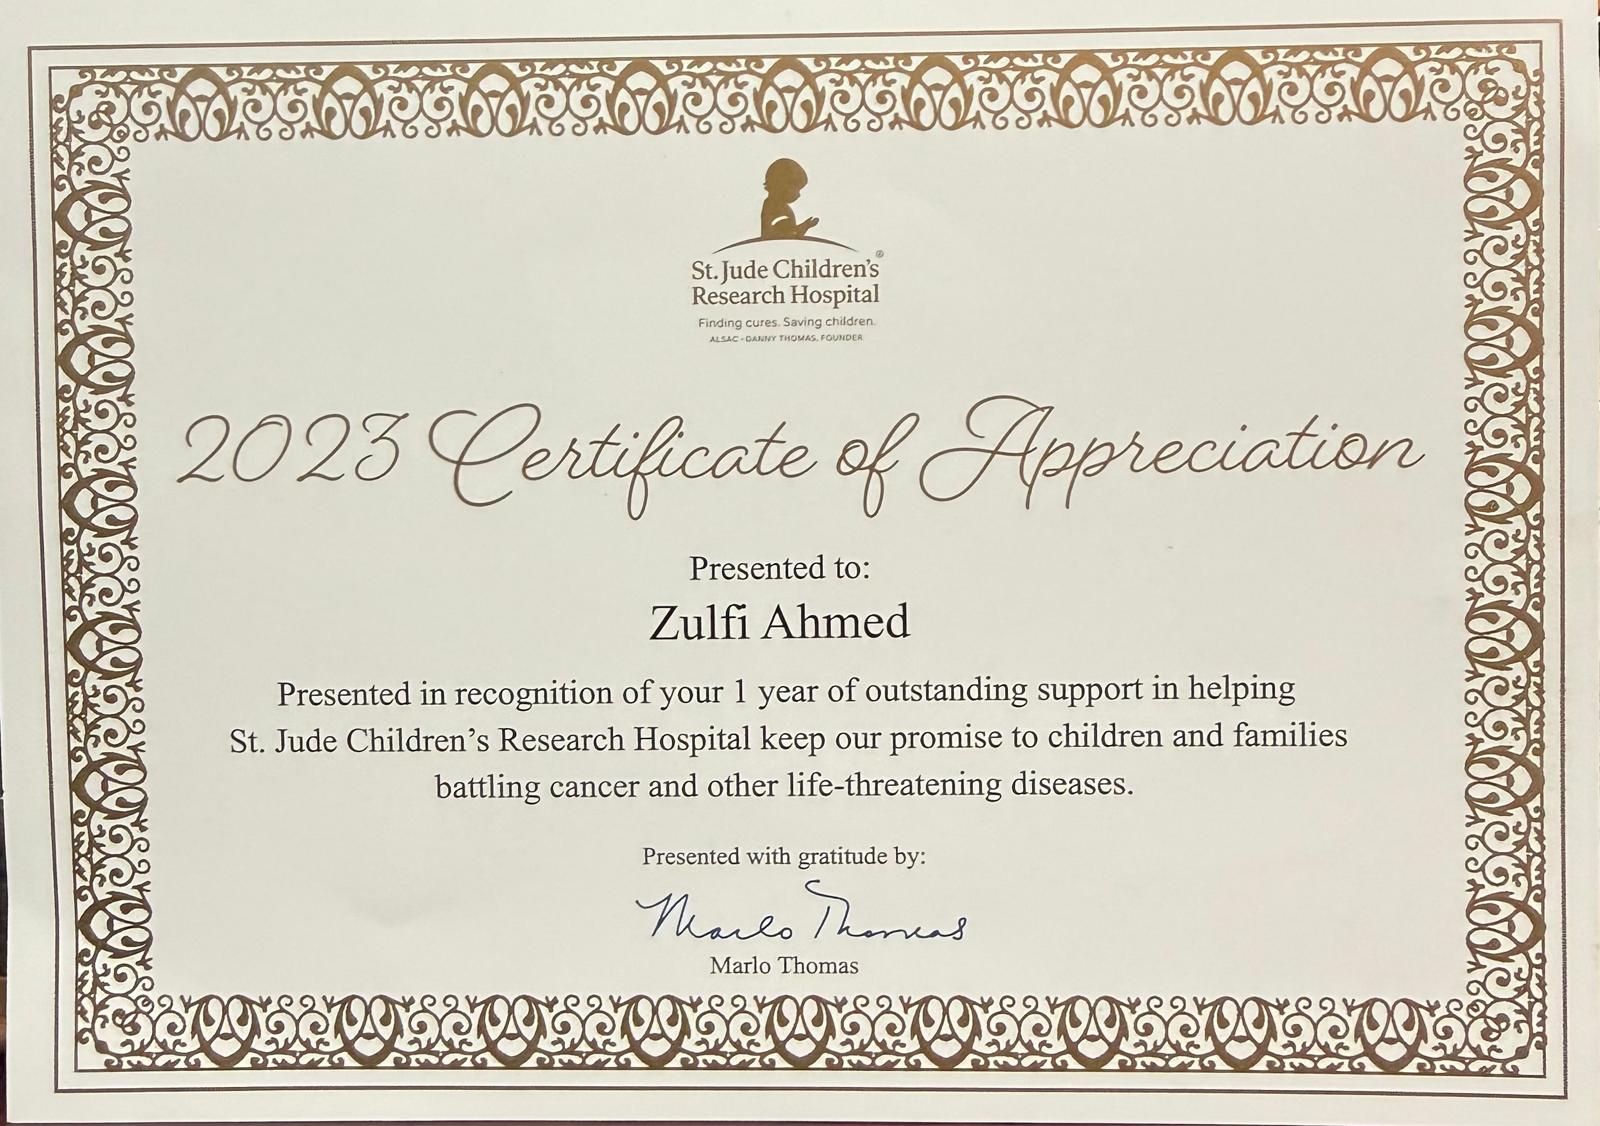 St. Jude Children's®
Research Hospital
Finding cures. Saving children.
ALSAC • DANNY THOMAS, FOUNDER
2023 Certificate of Appreciation
Presented to:
Zulfi Ahmed
Presented in recognition of your 1 year of outstanding support in helping
St. Jude Children's Research Hospital keep our promise to children and families
battling cancer and other life-threatening diseases.
Presented with gratitude by:
Marlo Thomas
Marlo Thomas